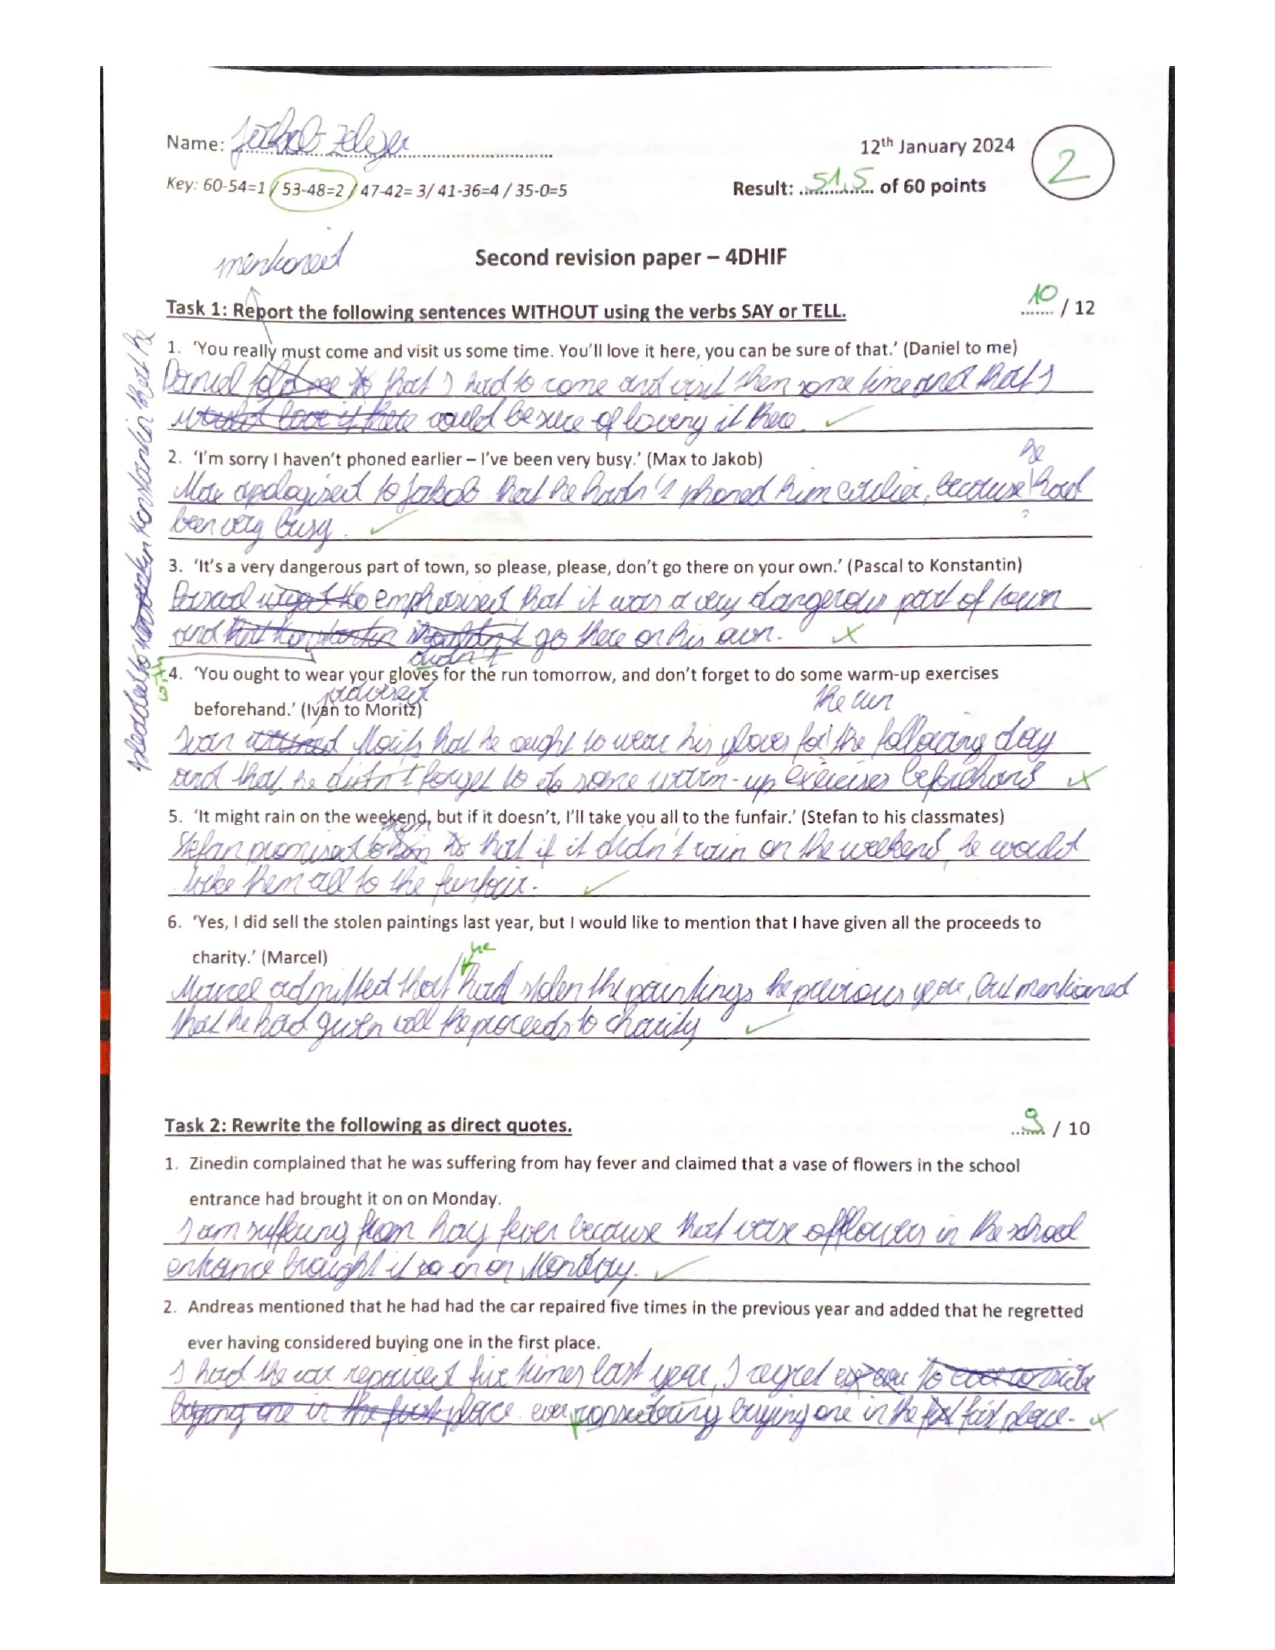 Name: ........................................................
12th January 2024
2
Key: 60-54=1 / 53-48=2 / 47-42= 3/ 41-36=4 / 35-0=5
Result: ...51,5... of 60 points
mentioned
Second revision paper – 4DHIF
Task 1: Report the following sentences WITHOUT using the verbs SAY or TELL.
10 / 12
1. 'You really must come and visit us some time. You'll love it here, you can be sure of that.' (Daniel to me)
Daniel told me to that I had to come and visit them some time and that I
would love it there could be sure of loving it there.
2. 'I'm sorry I haven't phoned earlier – I've been very busy.' (Max to Jakob)
he
Max apologised to Jakob that he hadn't phoned him earlier, because had
been very busy.
3. 'It's a very dangerous part of town, so please, please, don't go there on your own.' (Pascal to Konstantin)
Pascal urged the emphasised that it was a very dangerous part of town
and that Konstantin shouldn't go there on his own.
didn't
pleaded to Konstantin that he
4. 'You ought to wear your gloves for the run tomorrow, and don't forget to do some warm-up exercises
beforehand.' (Ivan to Moritz)
advised
the run
Ivan Moritz that he ought to wear his gloves for the following day
and that he didn't forget to do some warm-up exercises beforehand
5. 'It might rain on the weekend, but if it doesn't, I'll take you all to the funfair.' (Stefan to his classmates)
them
Stefan promised to that if it didn't rain on the weekend, he would
take them all to the funfair.
6. 'Yes, I did sell the stolen paintings last year, but I would like to mention that I have given all the proceeds to
charity.' (Marcel)
he
Marcel admitted that had stolen the paintings the previous year, but mentioned
that he had given all the proceeds to charity
Task 2: Rewrite the following as direct quotes.
9 / 10
1. Zinedin complained that he was suffering from hay fever and claimed that a vase of flowers in the school
entrance had brought it on on Monday.
I am suffering from hay fever because that vase of flowers in the school
entrance brought it on on Monday.
2. Andreas mentioned that he had had the car repaired five times in the previous year and added that he regretted
ever having considered buying one in the first place.
I had the car repaired five times last year, I regret ever to
buying one in the first place ever considering buying one in the first place.